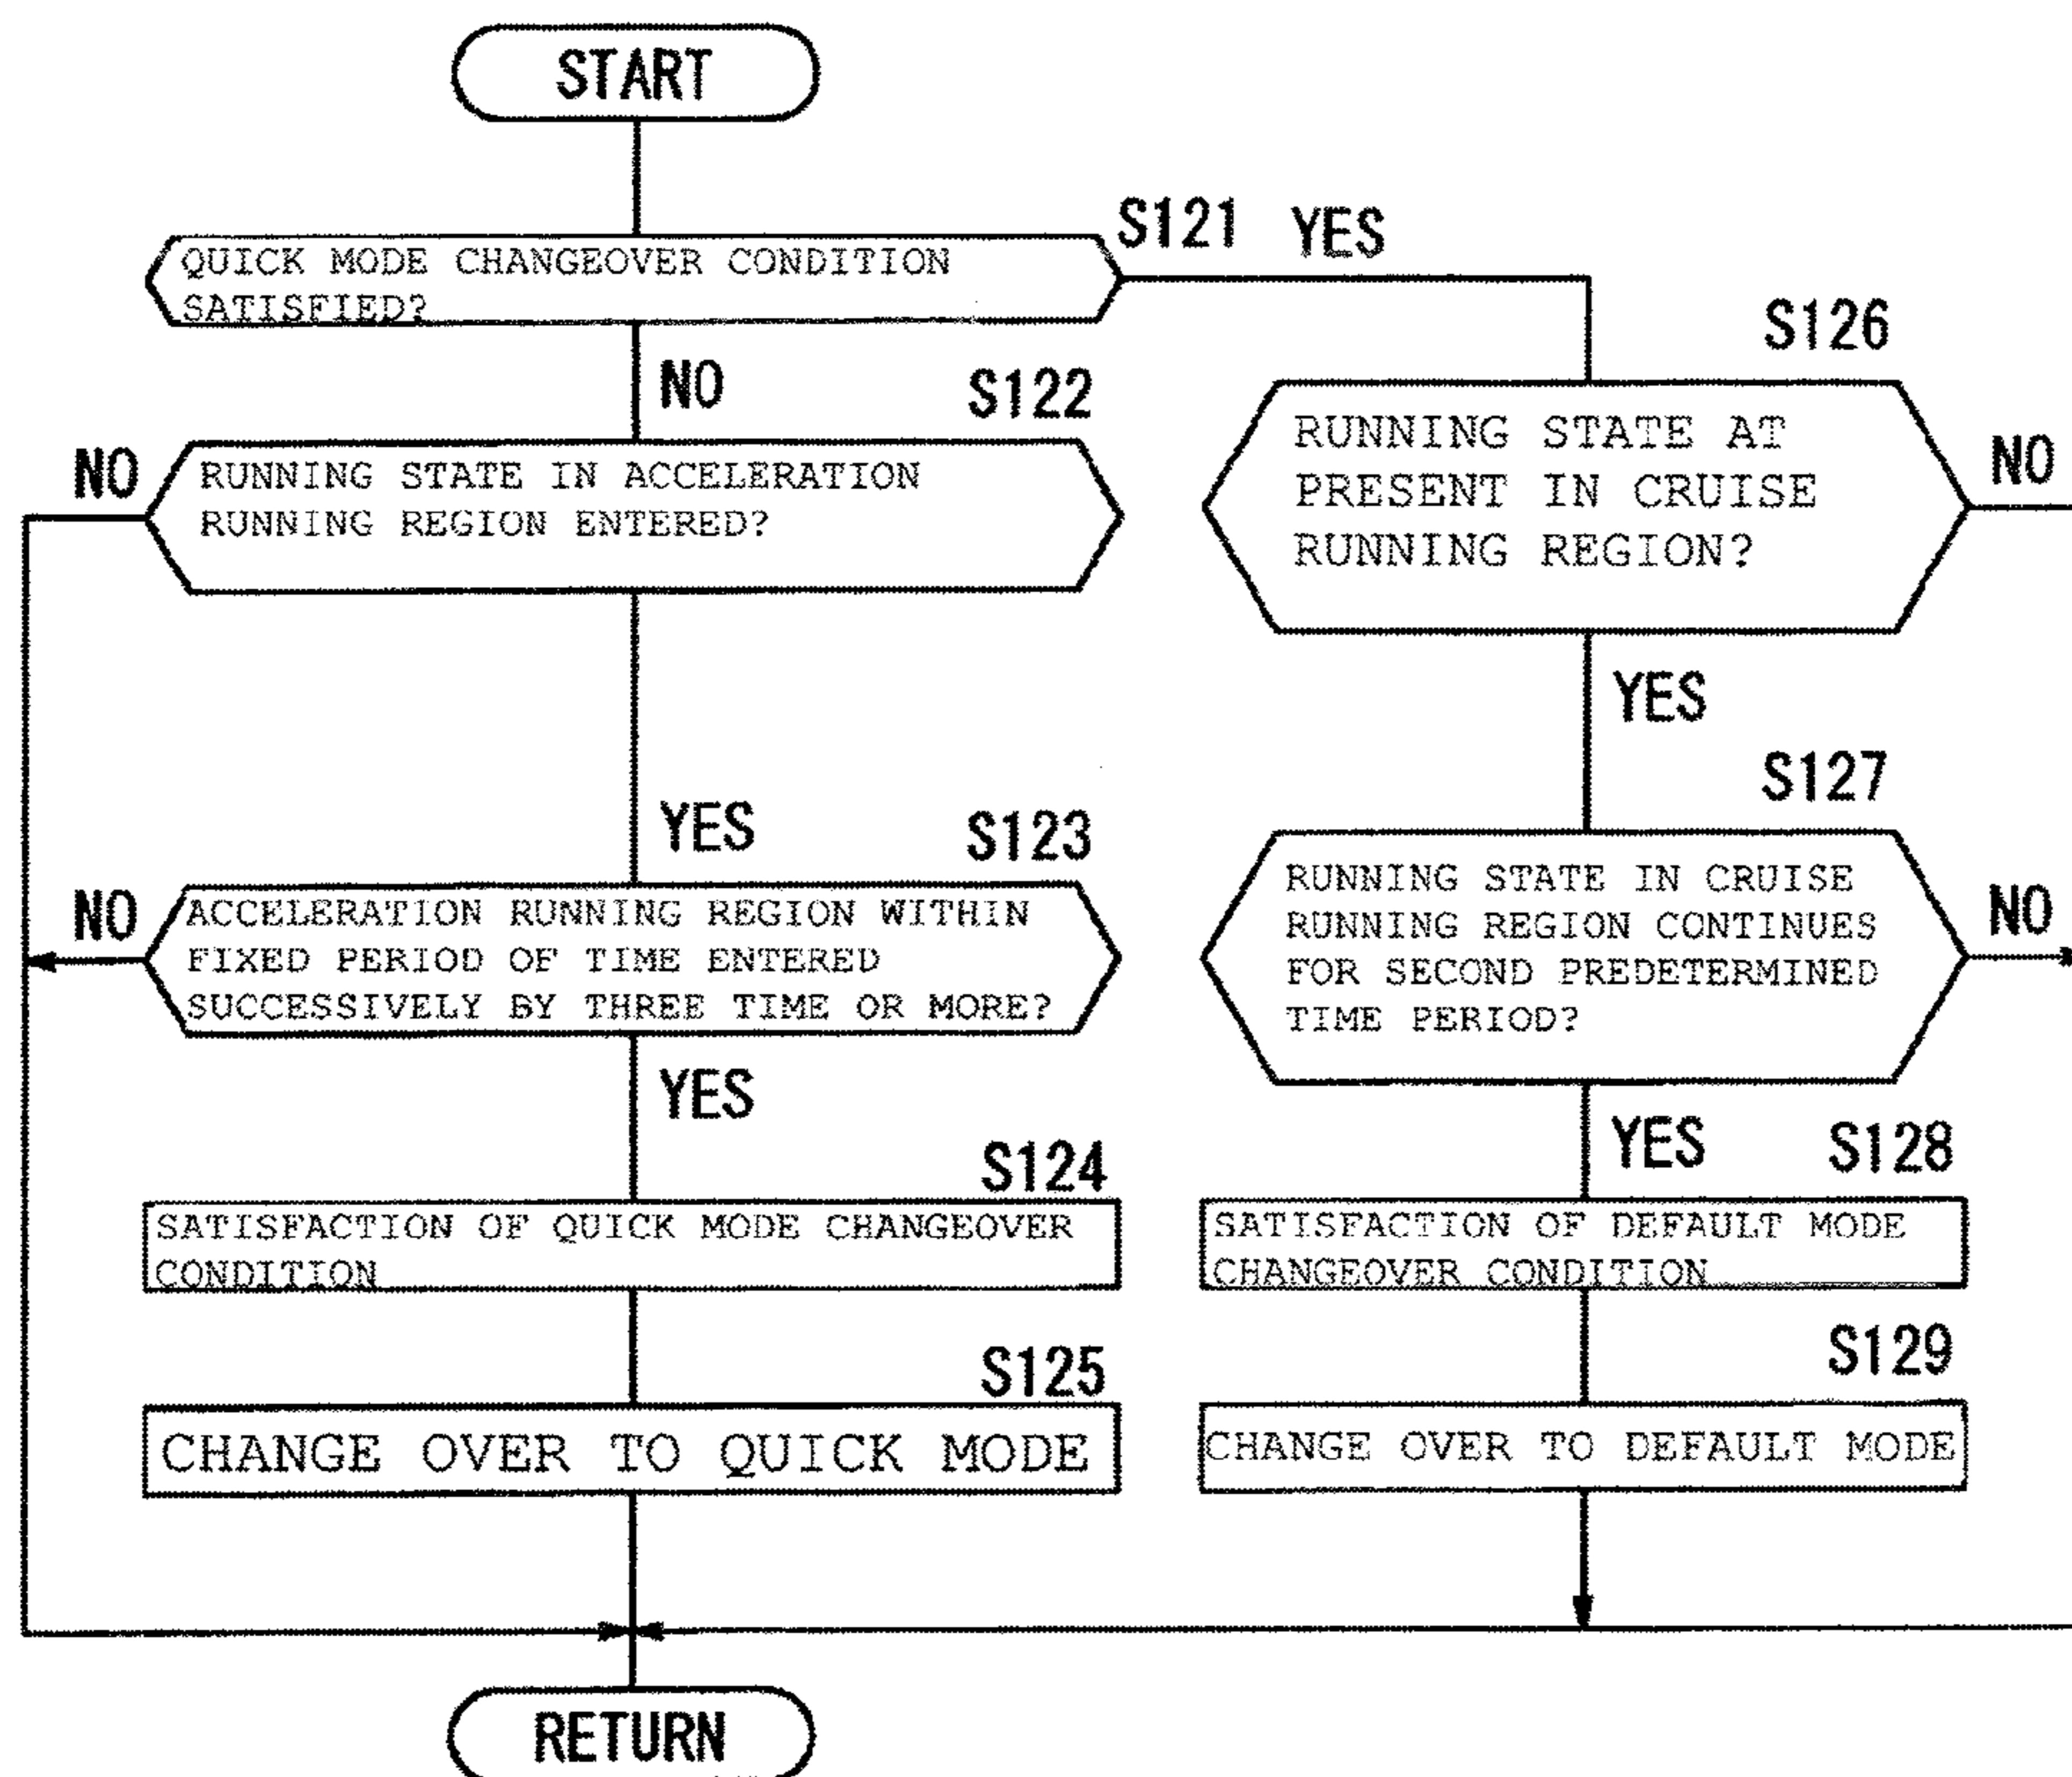 START
S121
YES
QUICK MODE CHANGEOVER CONDITION
SATISFIED?
NO
S122
NO
RUNNING STATE IN ACCELERATION
RUNNING REGION ENTERED?
YES
S123
NO
ACCELERATION RUNNING REGION WITHIN
FIXED PERIOD OF TIME ENTERED
SUCCESSIVELY BY THREE TIME OR MORE?
YES
S124
SATISFACTION OF QUICK MODE CHANGEOVER
CONDITION
S125
CHANGE OVER TO QUICK MODE
S126
RUNNING STATE AT
PRESENT IN CRUISE
RUNNING REGION?
NO
YES
S127
RUNNING STATE IN CRUISE
RUNNING REGION CONTINUES
FOR SECOND PREDETERMINED
TIME PERIOD?
NO
YES
S128
SATISFACTION OF DEFAULT MODE
CHANGEOVER CONDITION
S129
CHANGE OVER TO DEFAULT MODE
RETURN